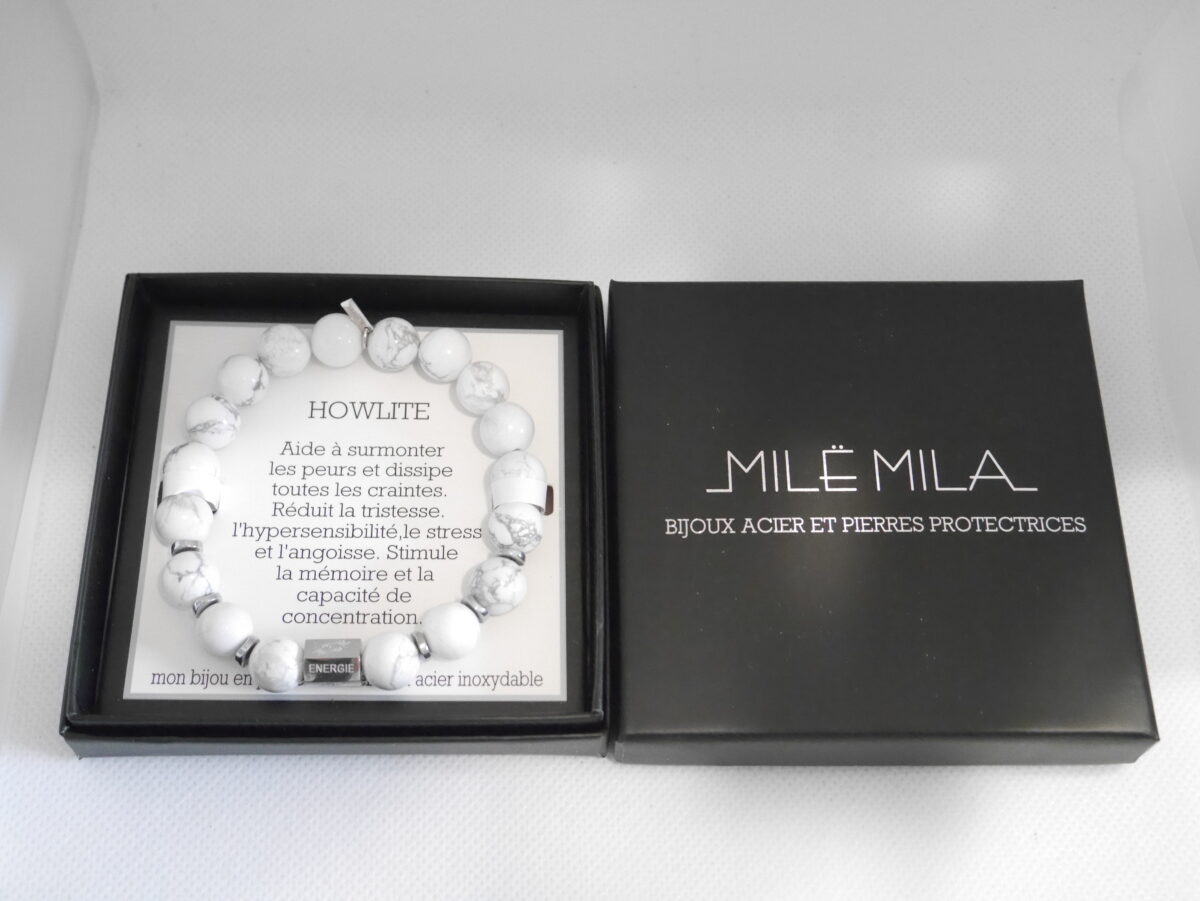 HOWLITE
Aide à surmonter
les peurs et dissipe
toutes les craintes.
Réduit la tristesse.
l'hypersensibilité,le stress
et l'angoisse. Stimule
la mémoire et la
capacité de
concentration.
ENERGIE
mon bijou en acier inoxydable
MILË MILA
BIJOUX ACIER ET PIERRES PROTECTRICES